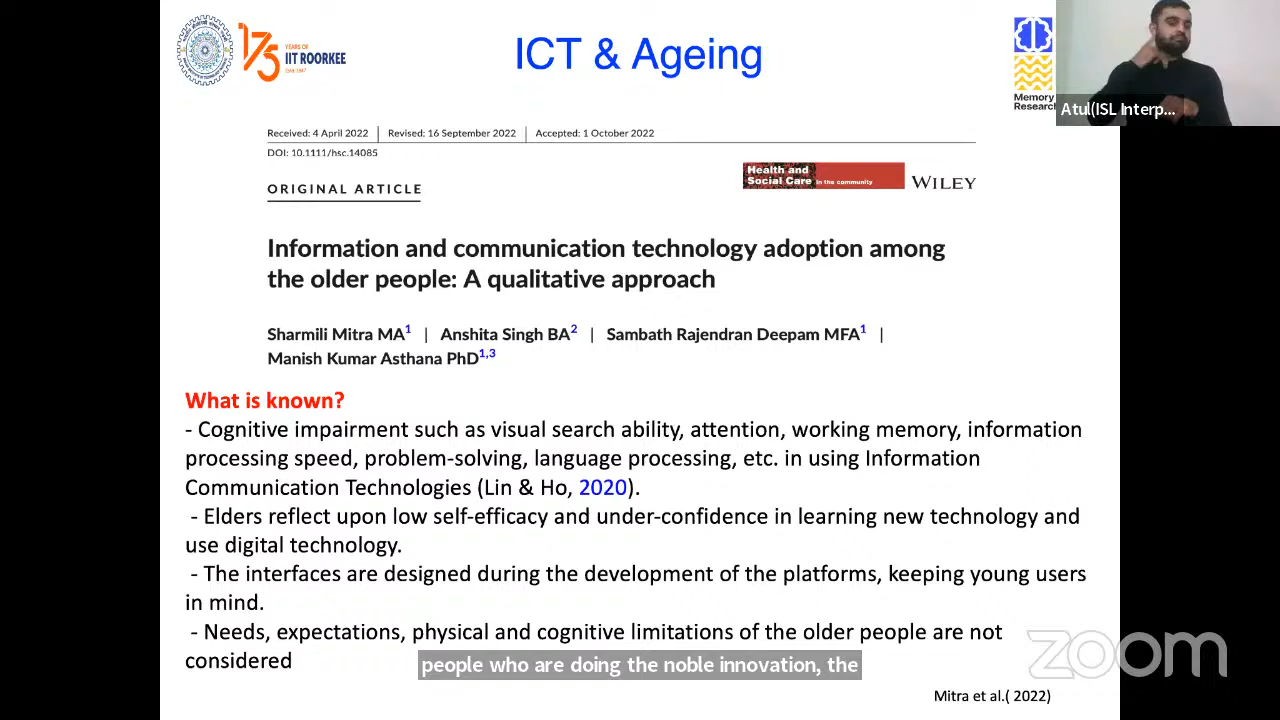 175
YEARS OF
IIT ROORKEE
ICT & Ageing
Memory
Research
Atul(ISL Interp...
Received: 4 April 2022 | Revised: 16 September 2022 | Accepted: 1 October 2022
DOI: 10.1111/hsc.14085
ORIGINAL ARTICLE
Health and
Social Care in the community
WILEY
Information and communication technology adoption among
the older people: A qualitative approach
Sharmili Mitra MA1 | Anshita Singh BA2 | Sambath Rajendran Deepam MFA1 |
Manish Kumar Asthana PhD1,3
What is known?
- Cognitive impairment such as visual search ability, attention, working memory, information
processing speed, problem-solving, language processing, etc. in using Information
Communication Technologies (Lin & Ho, 2020).
- Elders reflect upon low self-efficacy and under-confidence in learning new technology and
use digital technology.
- The interfaces are designed during the development of the platforms, keeping young users
in mind.
- Needs, expectations, physical and cognitive limitations of the older people are not
considered
people who are doing the noble innovation, the
zoom
Mitra et al.( 2022)